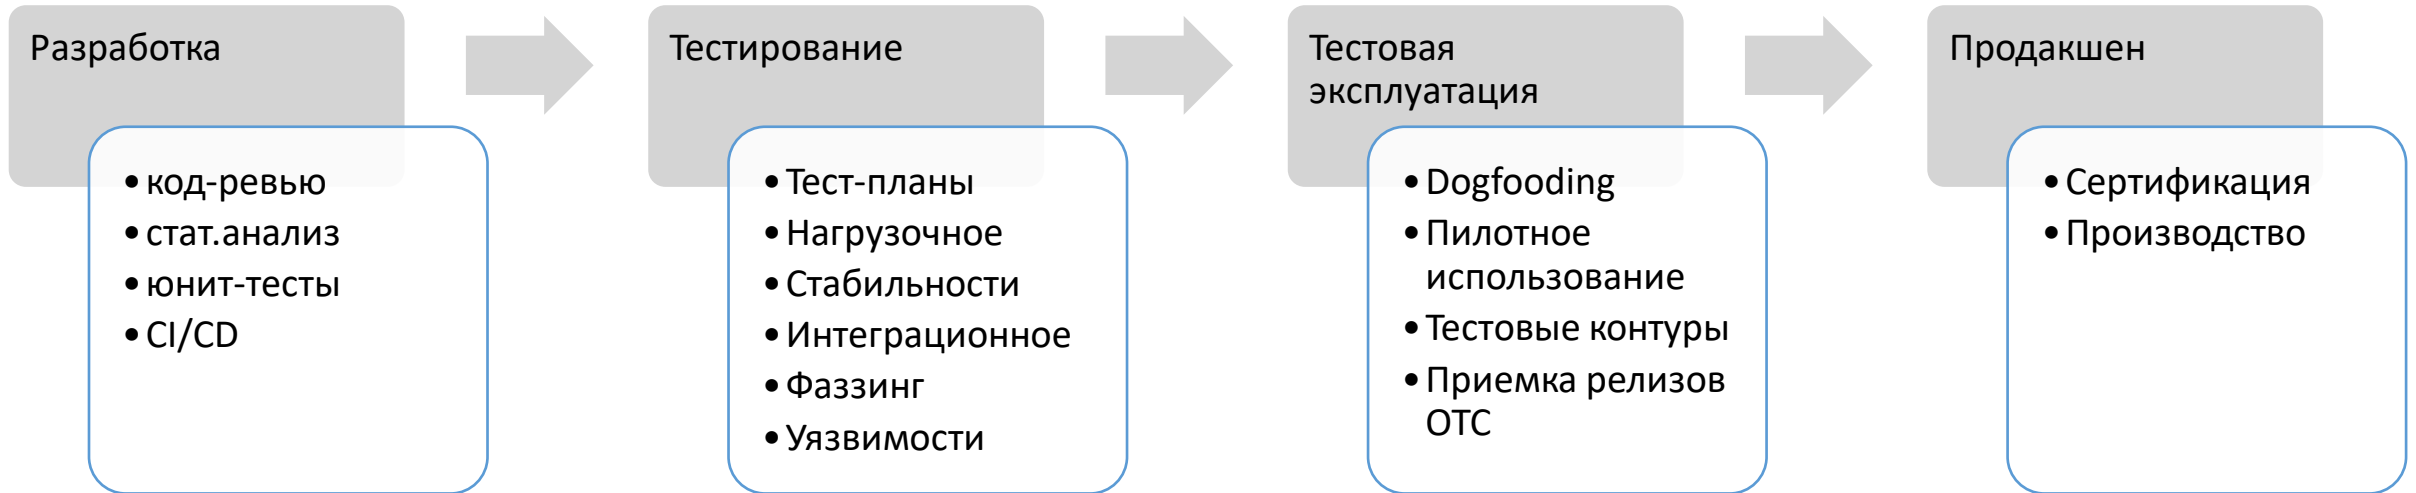 Разработка
• код-ревью
• стат.анализ
• юнит-тесты
• CI/CD
Тестирование
• Тест-планы
• Нагрузочное
• Стабильности
• Интеграционное
• Фаззинг
• Уязвимости
Тестовая
эксплуатация
• Dogfooding
• Пилотное
использование
• Тестовые контуры
• Приемка релизов
ОТС
Продакшен
• Сертификация
• Производство